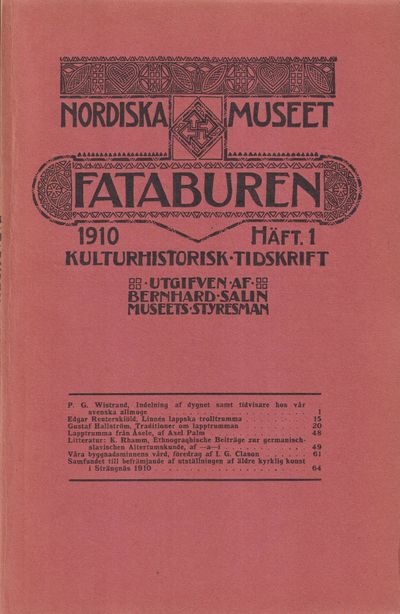 NORDISKA MUSEET
FATABUREN
1910 HÄFT. 1
KULTURHISTORISK·TIDSKRIFT
·UTGIFVEN·AF·
BERNHARD·SALIN
MUSEETS·STYRESMAN
P. G. Wistrand, Indelning af dygnet samt tidvisare hos vår
svenska allmoge . . . . . . . . . . 1
Edgar Reuterskiöld, Linnés lappska trolltrumma . . . . 15
Gustaf Hallström, Traditioner om lapptrumman . . . . 20
Lapptrumma från Åsele, af Axel Palm . . . . . . 48
Litteratur: K. Rhamm, Ethnographische Beiträge zur germanisch-
slavischen Altertumskunde, af —a—i . . . . . 49
Våra byggnadsminnens vård, föredrag af I. G. Clason . . . 61
Samfundet till befrämjande af utställningen af äldre kyrklig konst
i Strängnäs 1910 . . . . . . . . . . 64